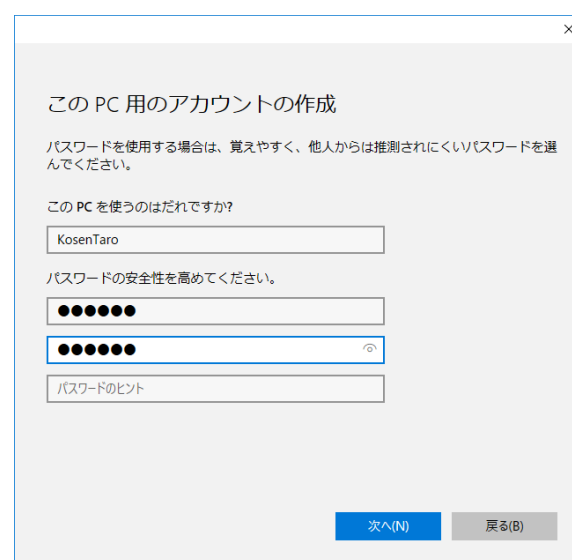 この PC 用のアカウントの作成
パスワードを使用する場合は、覚えやすく、他人からは推測されにくいパスワードを選
んでください。
この PC を使うのはだれですか?
KosenTaro
パスワードの安全性を高めてください。
●●●●●●
●●●●●●
パスワードのヒント
次へ(N)
戻る(B)